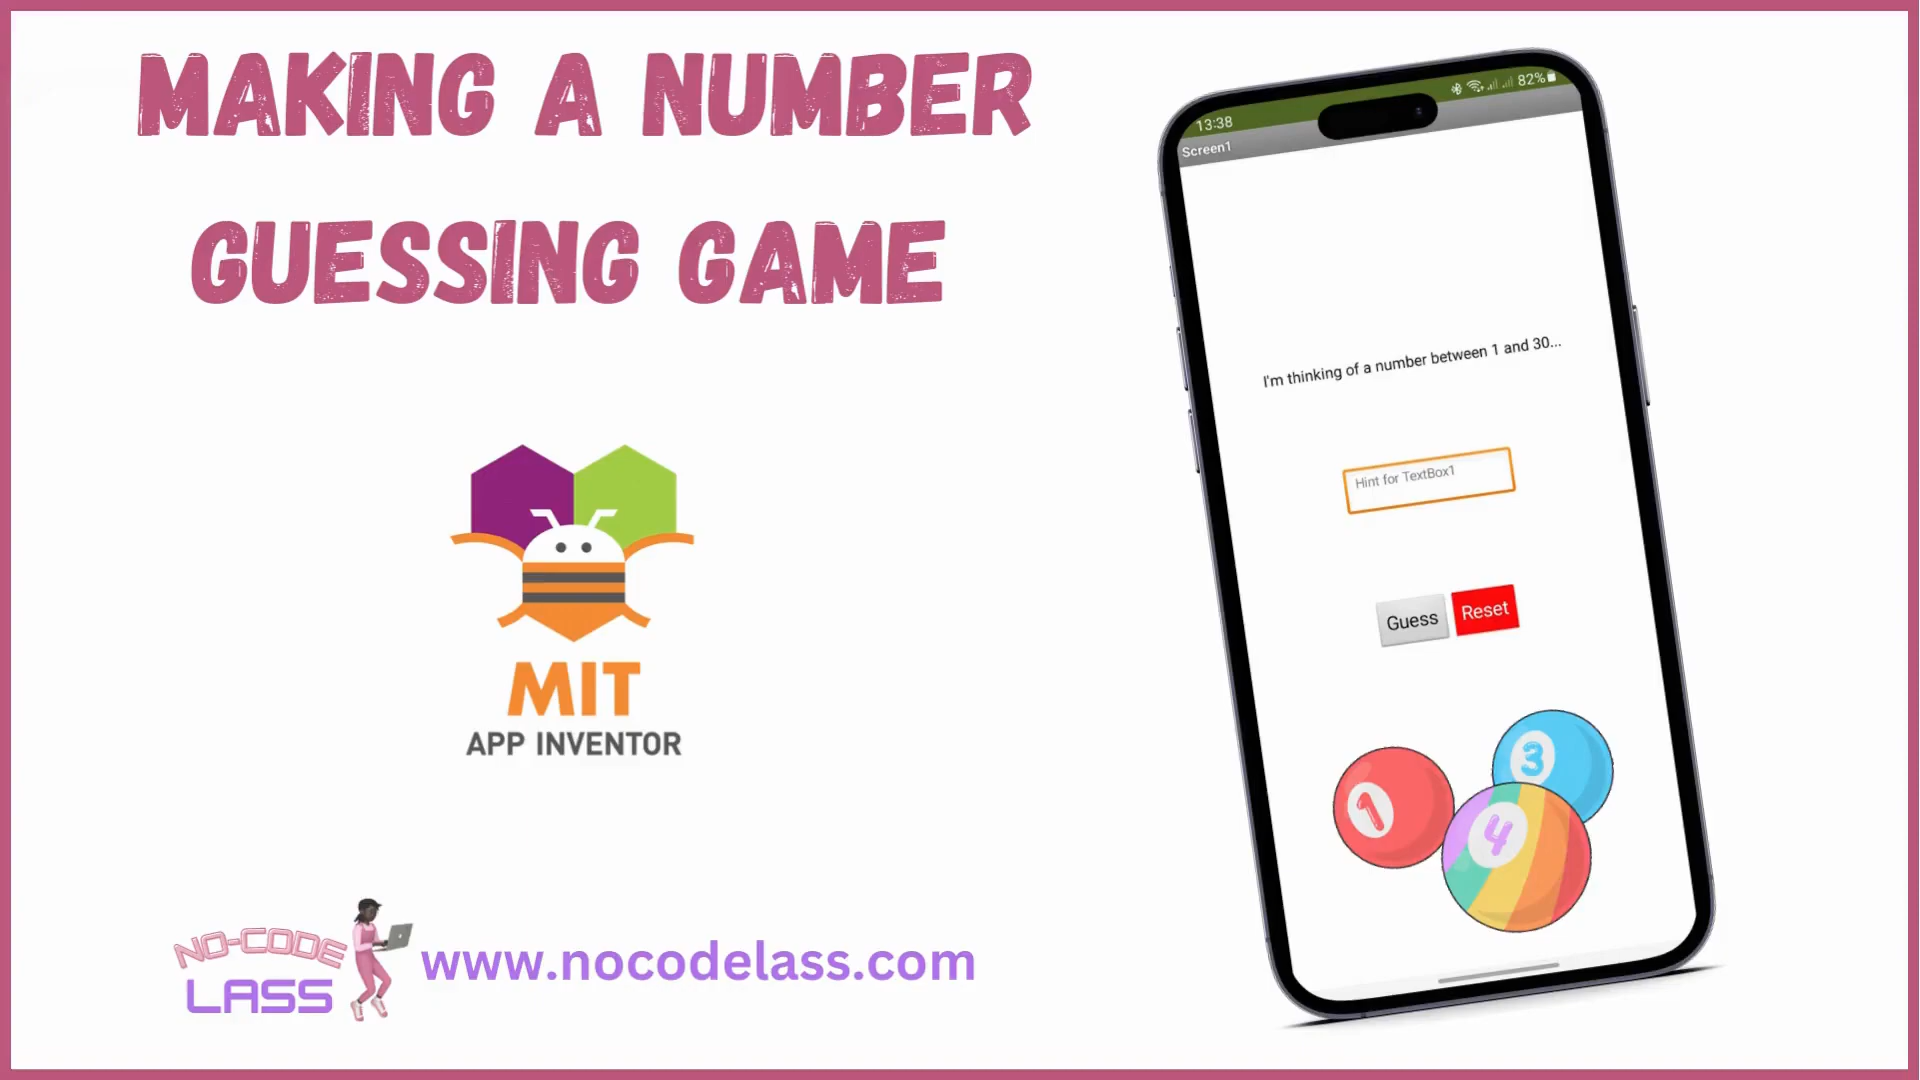 MAKING A NUMBER
GUESSING GAME
MIT
APP INVENTOR
NO-CODE
LASS
www.nocodelass.com
13:38
82%
Screen1
I'm thinking of a number between 1 and 30...
Hint for TextBox1
Guess
Reset
3
1
4